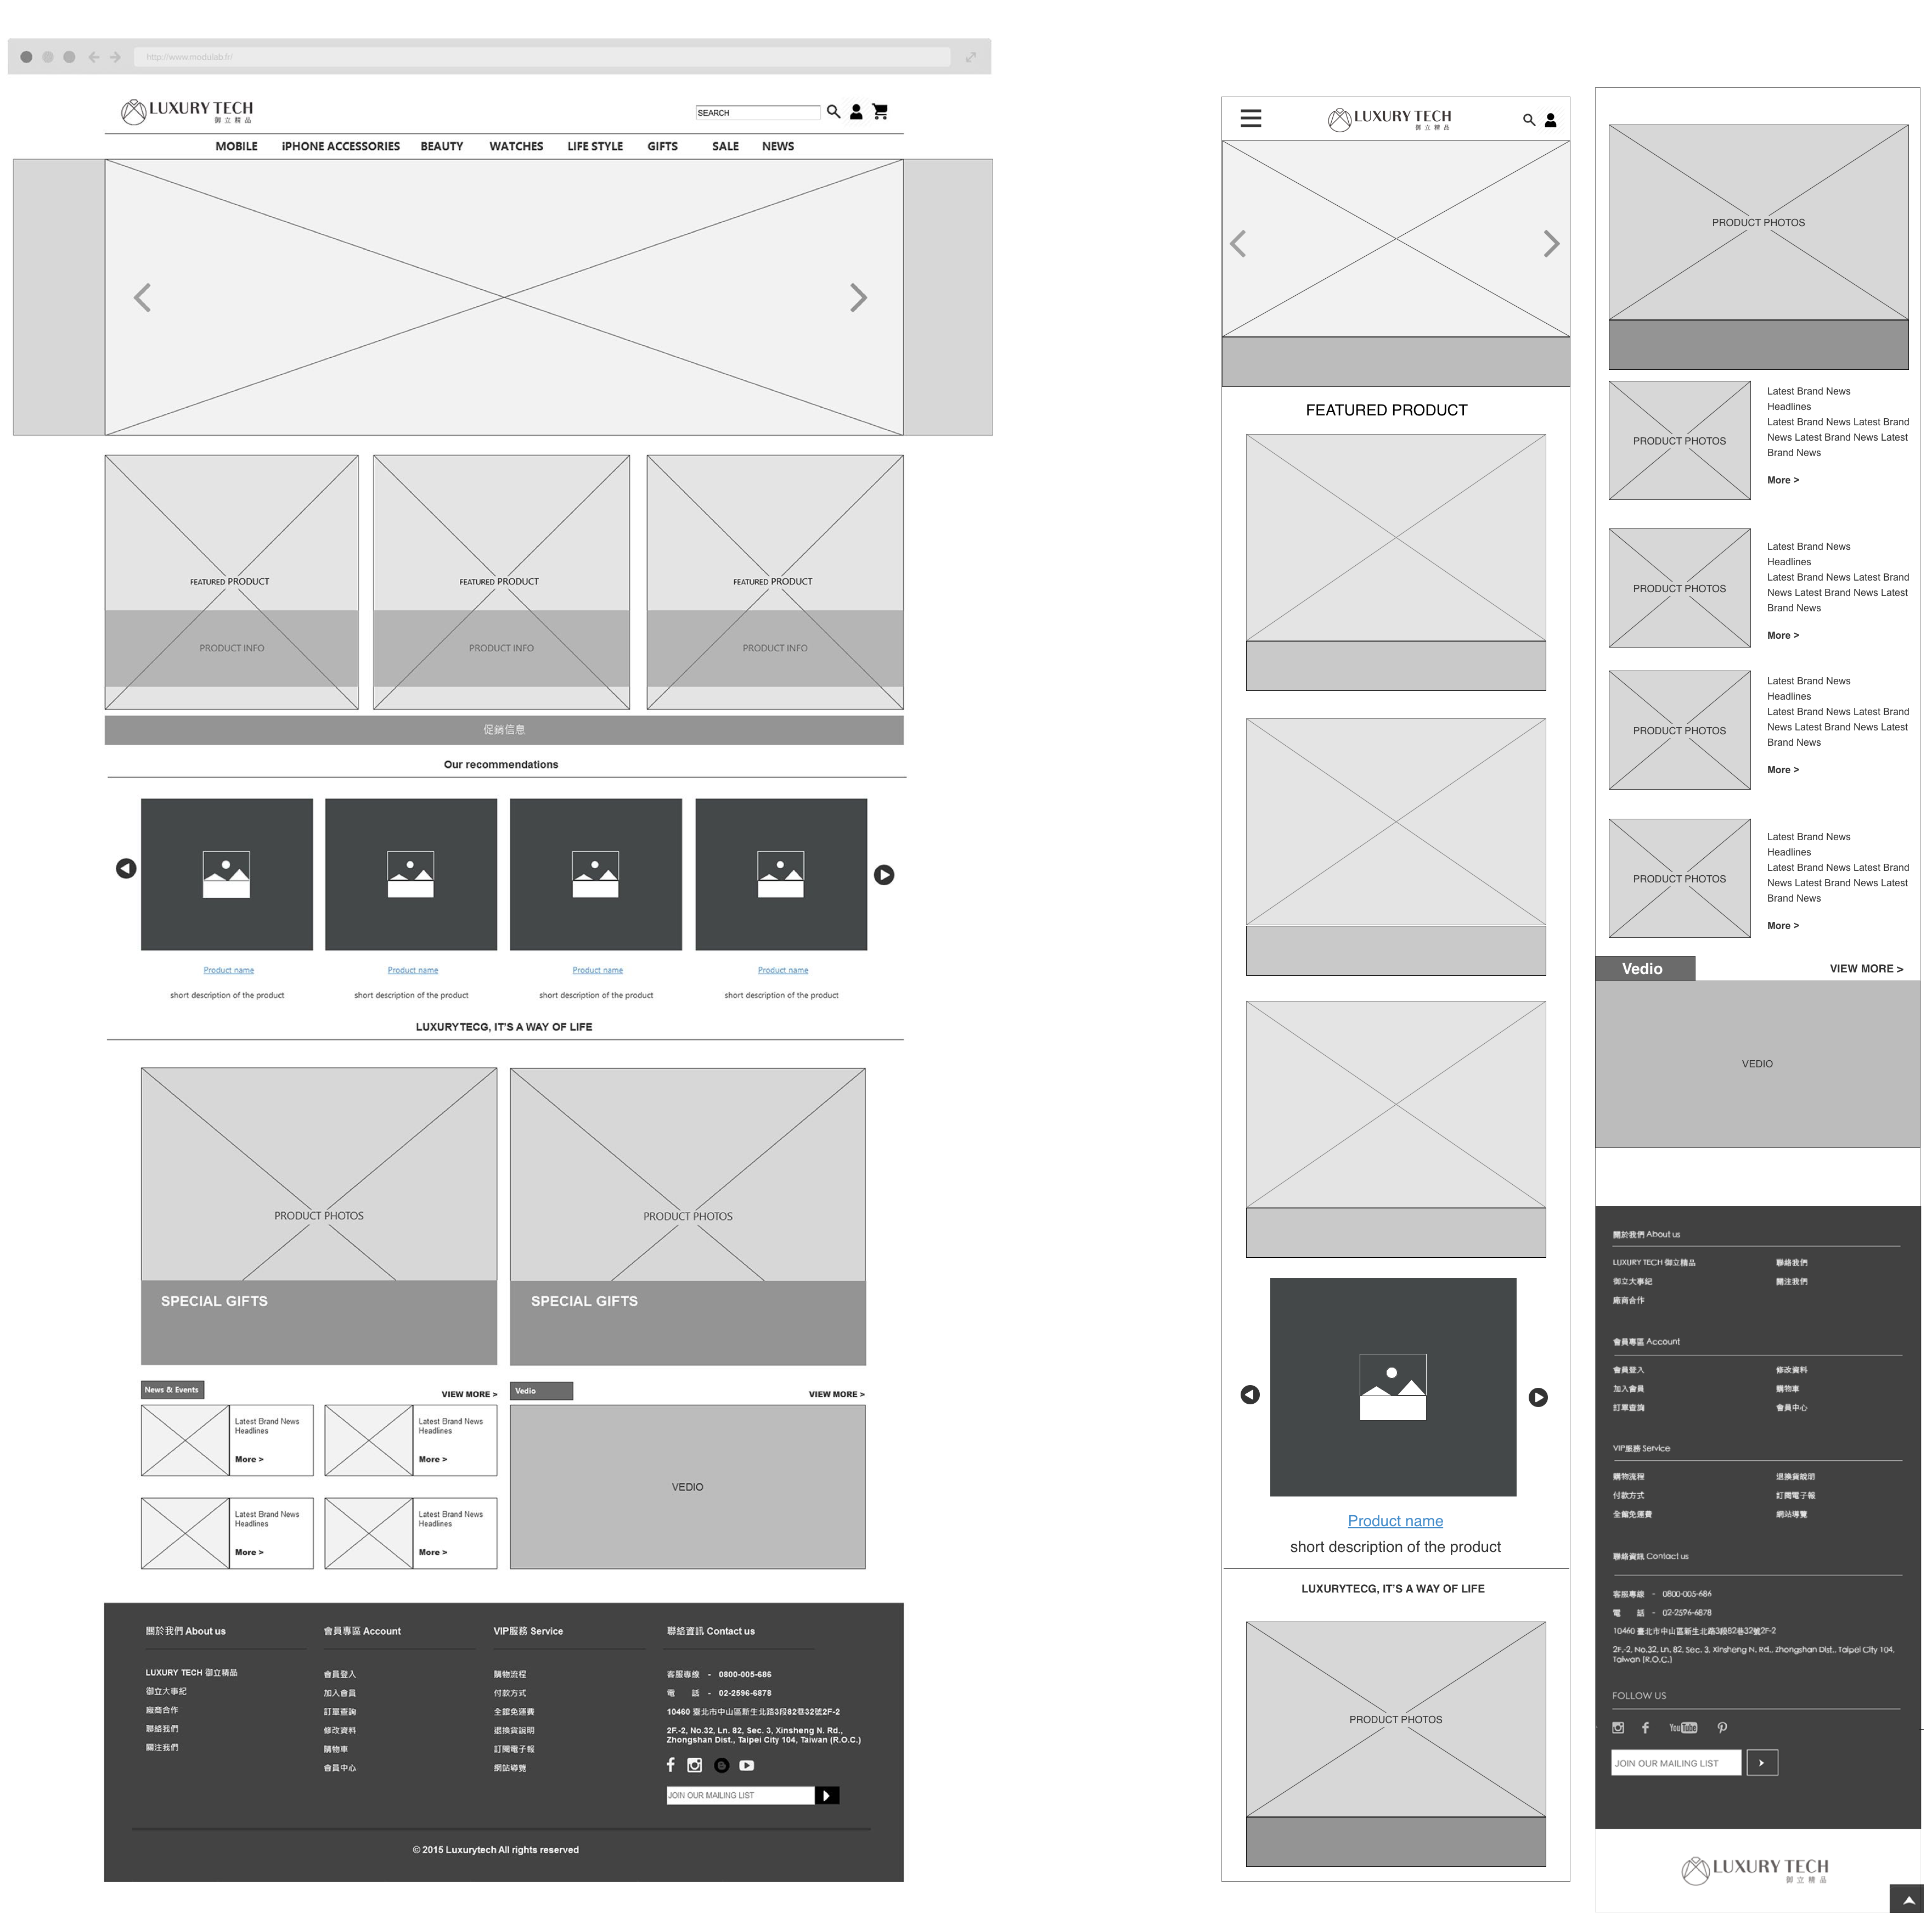 http://www.modulab.fr/
LUXURY TECH
御立精品
SEARCH
MOBILE iPHONE ACCESSORIES BEAUTY WATCHES LIFE STYLE GIFTS SALE NEWS
FEATURED PRODUCT FEATURED PRODUCT FEATURED PRODUCT
PRODUCT INFO PRODUCT INFO PRODUCT INFO
促銷信息
Our recommendations
Product name Product name Product name Product name
short description of the product short description of the product short description of the product short description of the product
LUXURYTECG, IT'S A WAY OF LIFE
PRODUCT PHOTOS PRODUCT PHOTOS
SPECIAL GIFTS SPECIAL GIFTS
News & Events VIEW MORE >
Latest Brand News
Headlines
More >
Latest Brand News
Headlines
More >
Latest Brand News
Headlines
More >
Latest Brand News
Headlines
More >
Vedio VIEW MORE >
VEDIO
關於我們 About us
LUXURY TECH 御立精品
御立大事紀
廠商合作
聯絡我們
關注我們
會員專區 Account
會員登入
加入會員
訂單查詢
修改資料
購物車
會員中心
VIP服務 Service
購物流程
付款方式
全館免運費
退換貨說明
訂閱電子報
網站導覽
聯絡資訊 Contact us
客服專線 - 0800-005-686
電 話 - 02-2596-6878
10460 臺北市中山區新生北路3段82巷32號2F-2
2F.-2, No.32, Ln. 82, Sec. 3, Xinsheng N. Rd.,
Zhongshan Dist., Taipei City 104, Taiwan (R.O.C.)
JOIN OUR MAILING LIST
© 2015 Luxurytech All rights reserved
LUXURY TECH
御立精品
FEATURED PRODUCT
Product name
short description of the product
LUXURYTECG, IT'S A WAY OF LIFE
PRODUCT PHOTOS
PRODUCT PHOTOS
PRODUCT PHOTOS
Latest Brand News
Headlines
Latest Brand News Latest Brand
News Latest Brand News Latest
Brand News
More >
PRODUCT PHOTOS
Latest Brand News
Headlines
Latest Brand News Latest Brand
News Latest Brand News Latest
Brand News
More >
PRODUCT PHOTOS
Latest Brand News
Headlines
Latest Brand News Latest Brand
News Latest Brand News Latest
Brand News
More >
PRODUCT PHOTOS
Latest Brand News
Headlines
Latest Brand News Latest Brand
News Latest Brand News Latest
Brand News
More >
Vedio VIEW MORE >
VEDIO
關於我們 About us
LUXURY TECH 御立精品 聯絡我們
御立大事紀 關注我們
廠商合作
會員專區 Account
會員登入 修改資料
加入會員 購物車
訂單查詢 會員中心
VIP服務 Service
購物流程 退換貨說明
付款方式 訂閱電子報
全館免運費 網站導覽
聯絡資訊 Contact us
客服專線 - 0800-005-686
電 話 - 02-2596-6878
10460 臺北市中山區新生北路3段82巷32號2F-2
2F.-2, No.32, Ln. 82, Sec. 3, Xinsheng N. Rd., Zhongshan Dist., Taipei City 104,
Taiwan (R.O.C.)
FOLLOW US
YouTube
JOIN OUR MAILING LIST
LUXURY TECH
御立精品